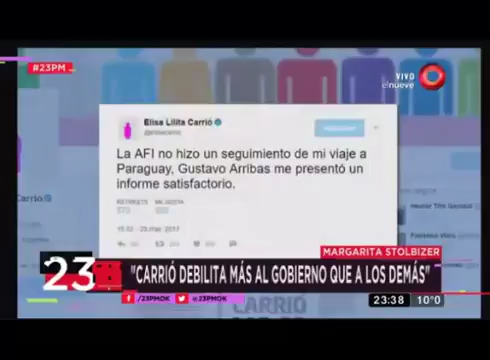 #23PM
VIVO
elnueve
Elisa Lilita Carrió
La AFI no hizo un seguimiento de mi viaje a
Paraguay, Gustavo Arribas me presentó un
informe satisfactorio.
RETWEETS
ME GUSTA
MARGARITA STOLBIZER
23
"CARRIÓ DEBILITA MÁS AL GOBIERNO QUE A LOS DEMÁS"
/23PMOK
@23PMOK
23:38
10°0
CARRIÓ